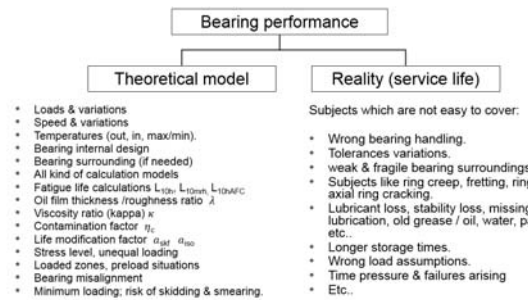 Bearing performance
Theoretical model
Loads & variations
Speed & variations
Temperatures (out, in, max/min).
Bearing internal design
Bearing surrounding (if needed)
All kind of calculation models
Fatigue life calculations L10h, L10mh, L10hAFC
Oil film thickness /roughness ratio λ
Viscosity ratio (kappa) κ
Contamination factor ηc
Life modification factor askf aiso
Stress level, unequal loading
Loaded zones, preload situations
Bearing misalignment
Minimum loading; risk of skidding & smearing.
Reality (service life)
Subjects which are not easy to cover:
Wrong bearing handling.
Tolerances variations.
weak & fragile bearing surroundings
Subjects like ring creep, fretting,
axial ring cracking.
Lubricant loss, stability loss, missing
lubrication, old grease / oil, water,
etc..
Longer storage times.
Wrong load assumptions.
Time pressure & failures arising
Etc..